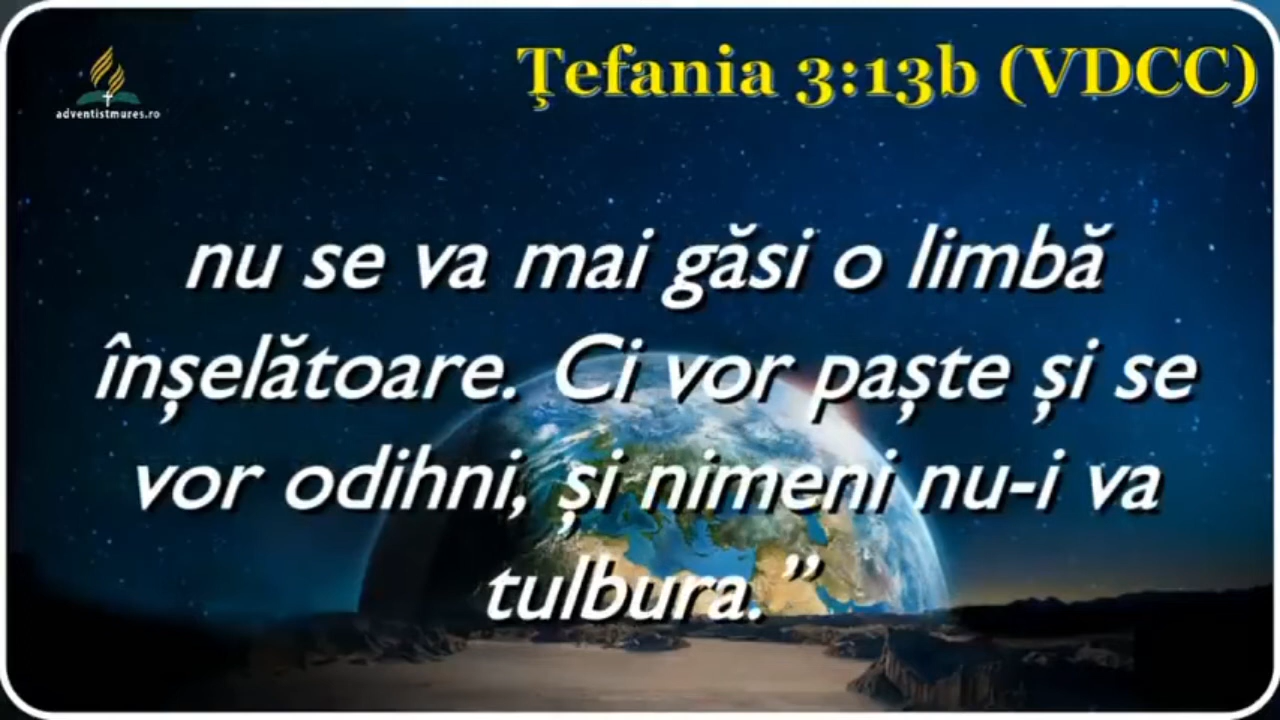 Ţefania 3:13b (VDCC)
adventistmures.ro
nu se va mai găsi o limbă
înșelătoare. Ci vor paște și se
vor odihni, și nimeni nu-i va
tulbura.”